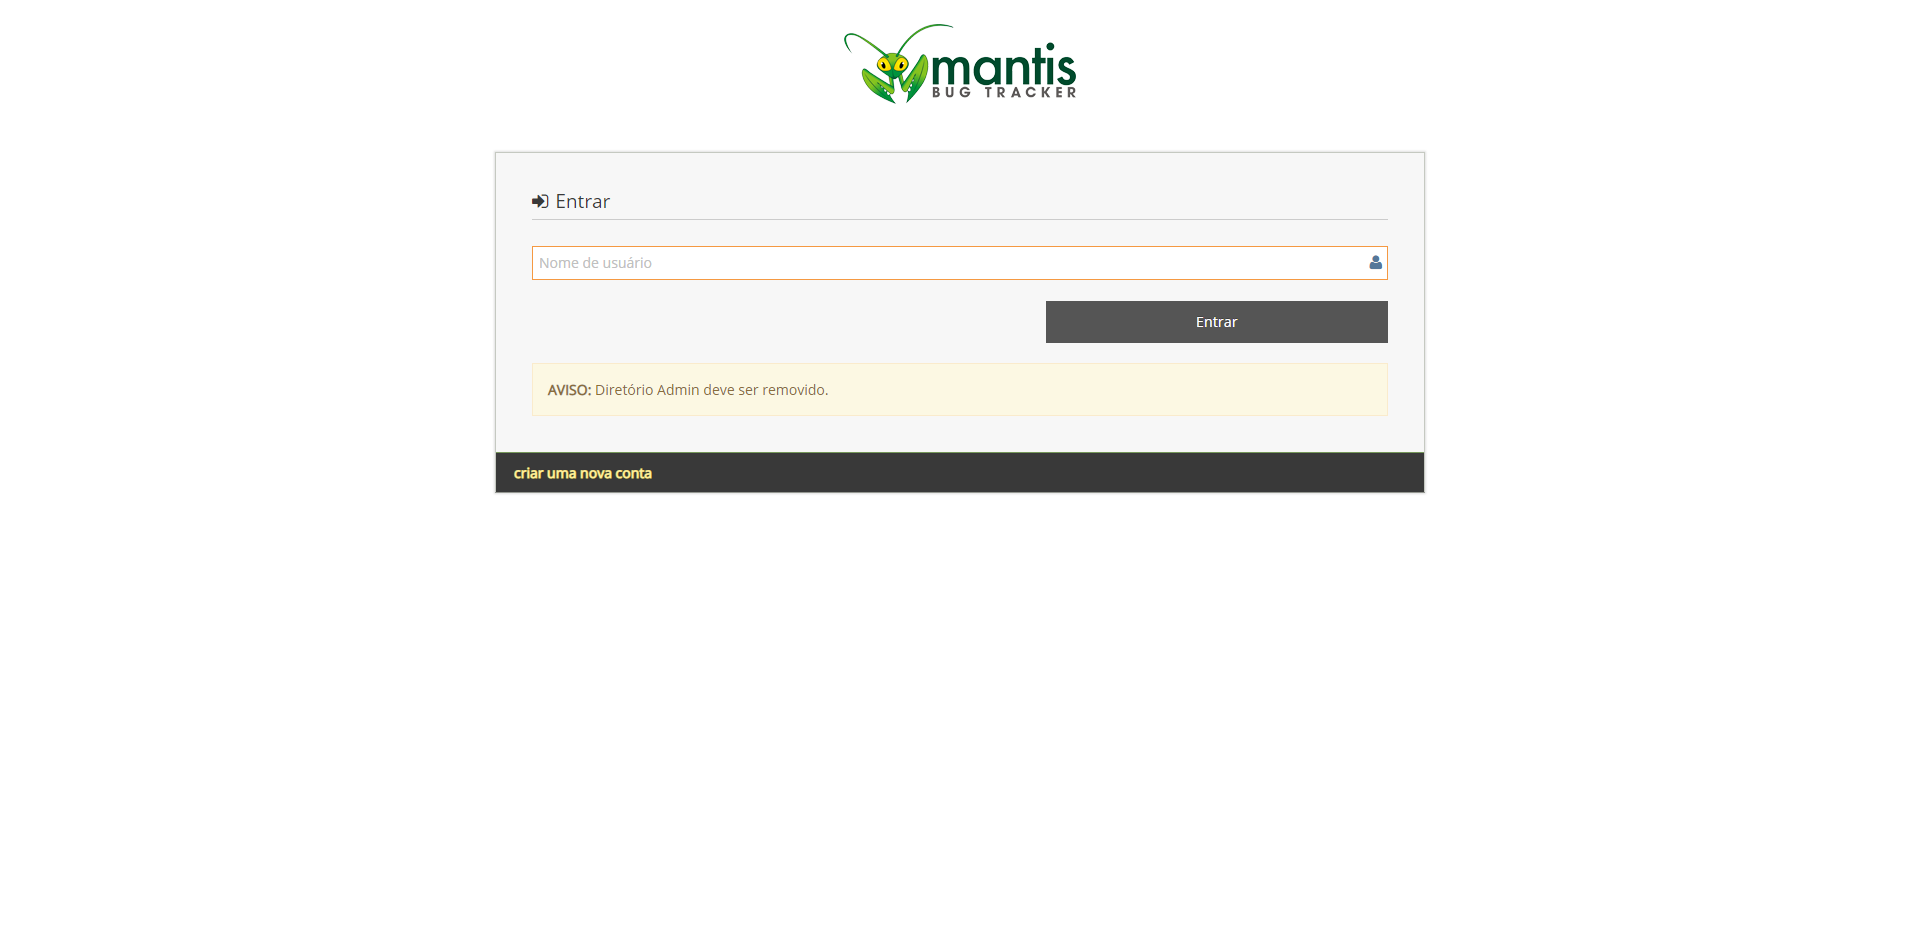 mantis
BUG TRACKER
Entrar
Nome de usuário
Entrar
AVISO: Diretório Admin deve ser removido.
criar uma nova conta